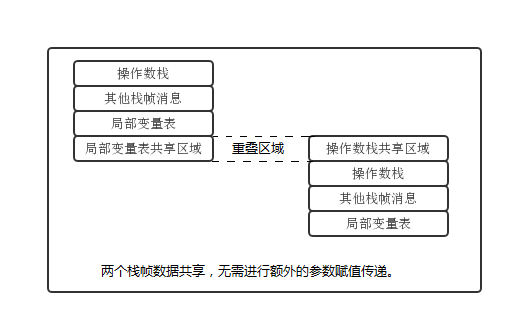 操作数栈
其他栈帧消息
局部变量表
局部变量表共享区域
重叠区域
操作数栈共享区域
操作数栈
其他栈帧消息
局部变量表
两个栈帧数据共享，无需进行额外的参数赋值传递。